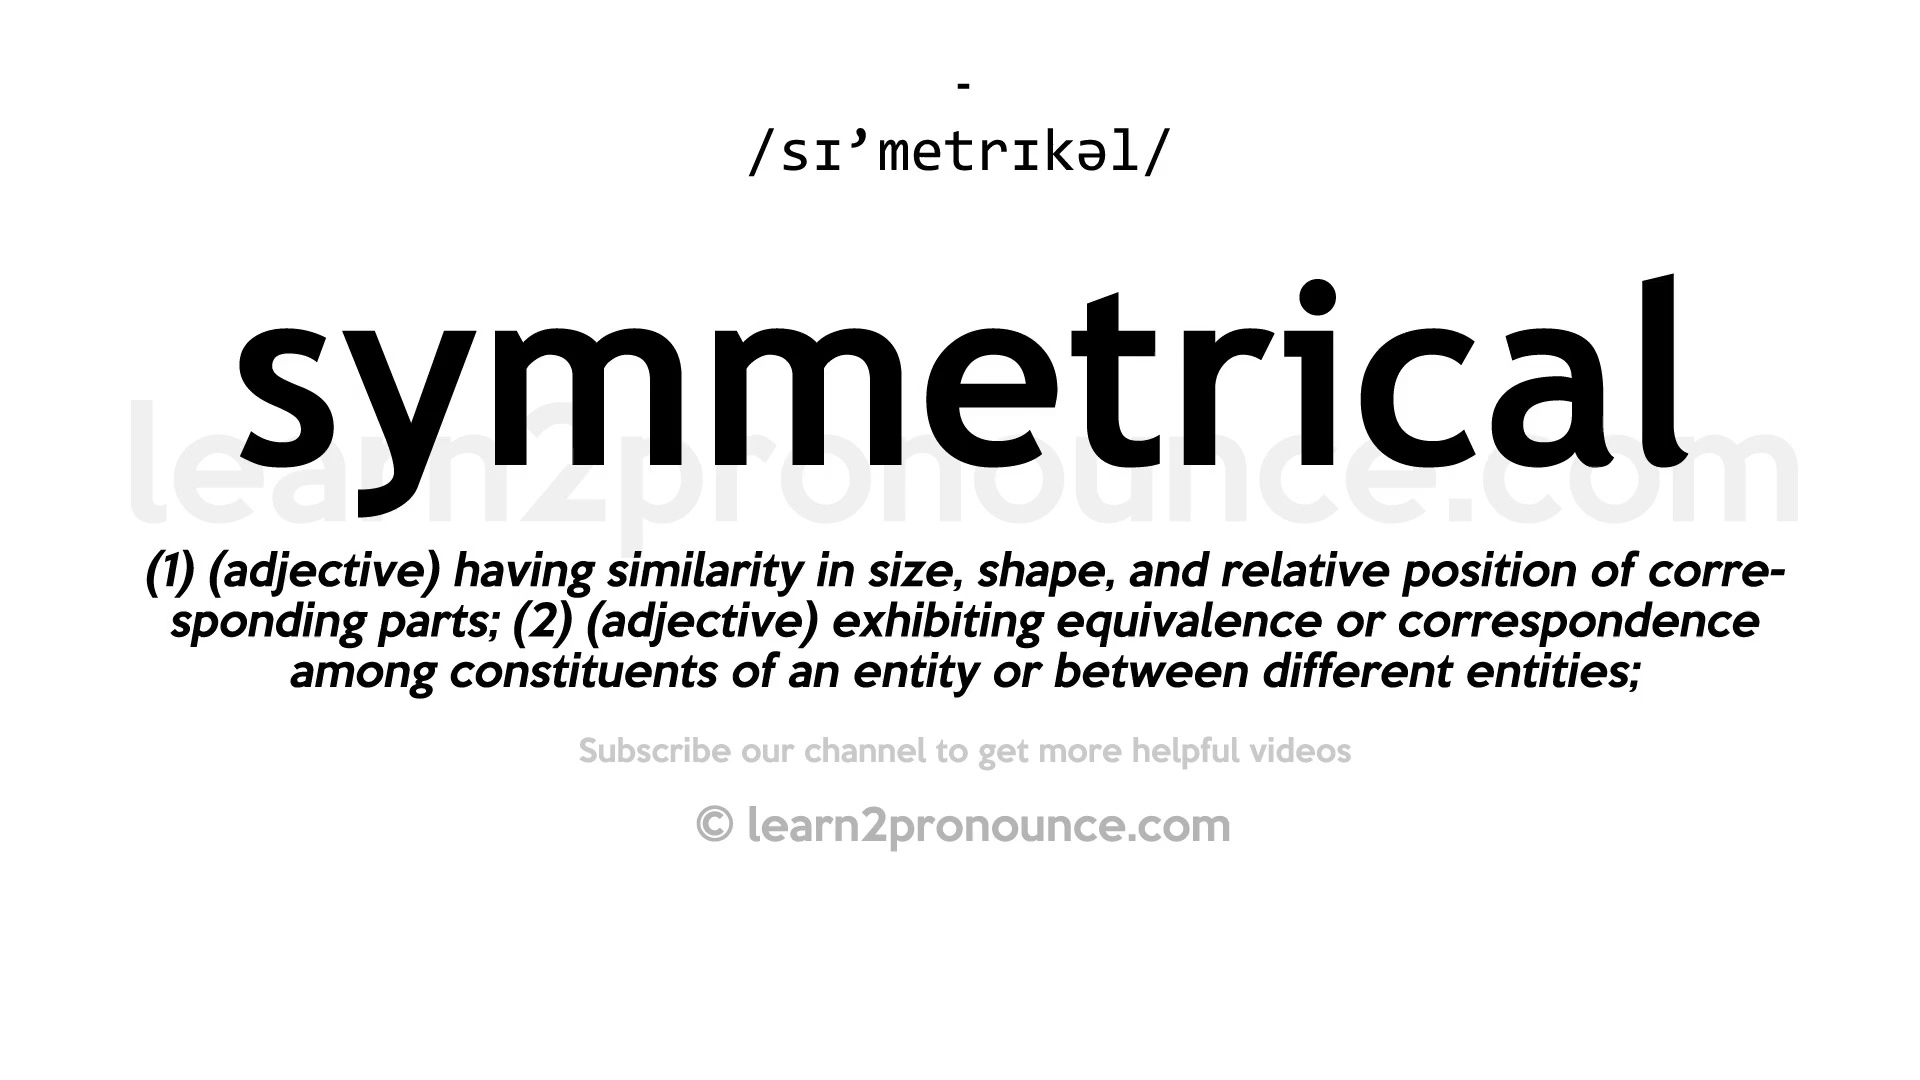 -
/sɪ’metrɪkəl/
symmetrical
learn2pronounce.com
(1) (adjective) having similarity in size, shape, and relative position of corre-
sponding parts; (2) (adjective) exhibiting equivalence or correspondence
among constituents of an entity or between different entities;
Subscribe our channel to get more helpful videos
© learn2pronounce.com